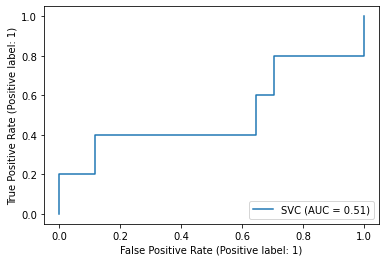 True Positive Rate (Positive label: 1)
1.0
0.8
0.6
0.4
0.2
0.0
0.0 0.2 0.4 0.6 0.8 1.0
False Positive Rate (Positive label: 1)
SVC (AUC = 0.51)